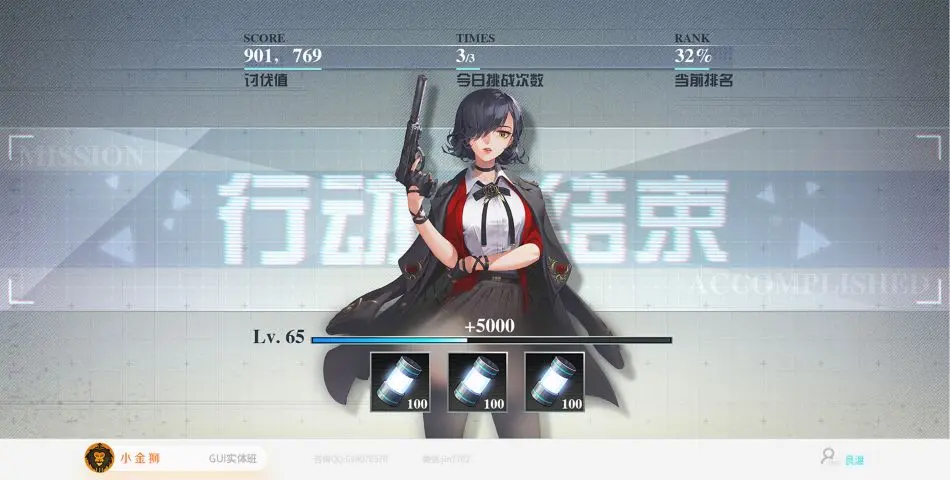 SCORE
TIMES
RANK
901，769
3/3
32%
讨伐值
今日挑战次数
当前排名
MISSION
行动结束
ACCOMPLISHED
+5000
Lv. 65
100
100
100
小金狮
GUI实体班